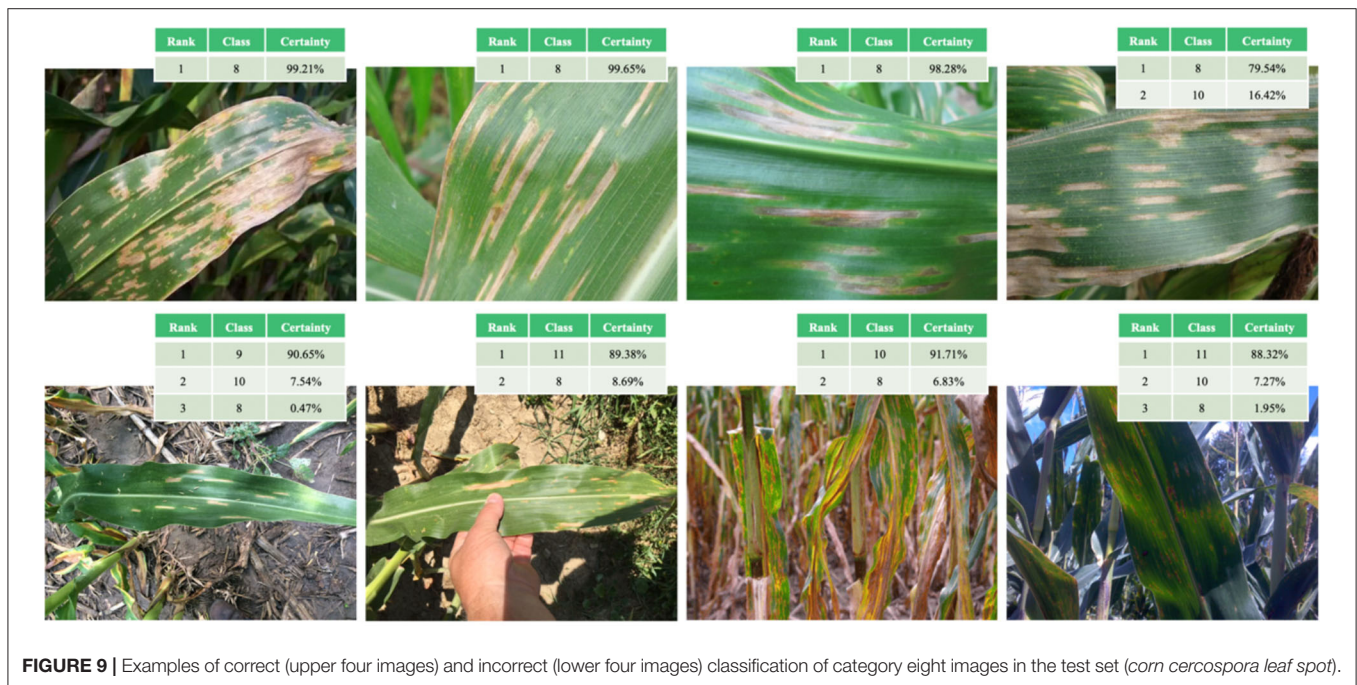 Rank Class Certainty
1 8 99.21%
Rank Class Certainty
1 8 99.65%
Rank Class Certainty
1 8 98.28%
Rank Class Certainty
1 8 79.54%
2 10 16.42%
Rank Class Certainty
1 9 90.65%
2 10 7.54%
3 8 0.47%
Rank Class Certainty
1 11 89.38%
2 8 8.69%
Rank Class Certainty
1 10 91.71%
2 8 6.83%
Rank Class Certainty
1 11 88.32%
2 10 7.27%
3 8 1.95%
FIGURE 9 | Examples of correct (upper four images) and incorrect (lower four images) classification of category eight images in the test set (corn cercospora leaf spot).